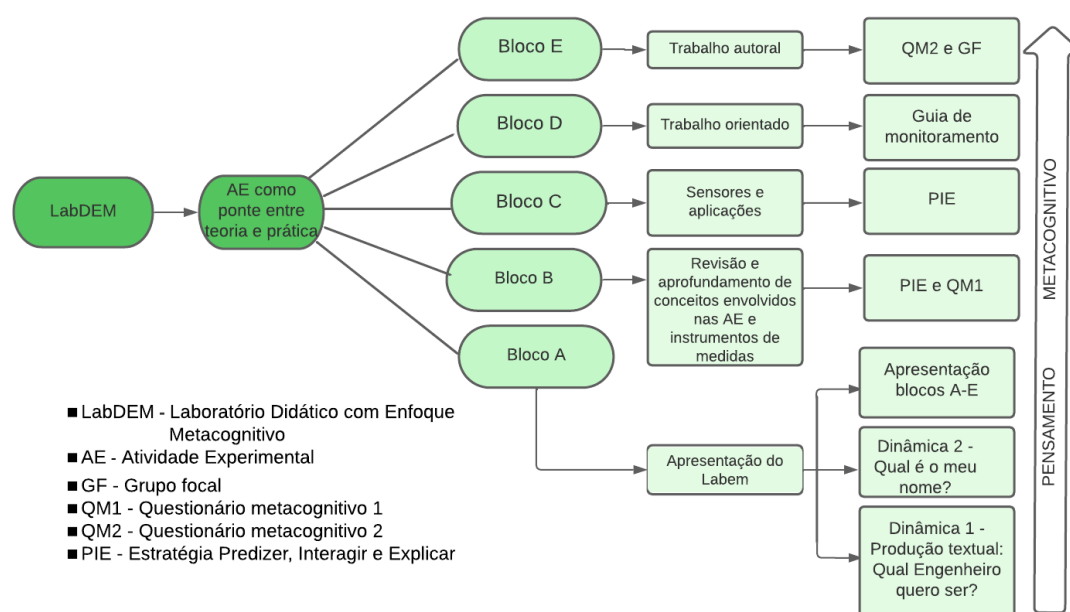 LabDEM
AE como
ponte entre
teoria e prática
Bloco E
Trabalho autoral
QM2 e GF
Bloco D
Trabalho orientado
Guia de
monitoramento
Bloco C
Sensores e
aplicações
PIE
Bloco B
Revisão e
aprofundamento de
conceitos envolvidos
nas AE e
instrumentos de
medidas
PIE e QM1
Bloco A
Apresentação do
Labem
Apresentação
blocos A-E
Dinâmica 2 -
Qual é o meu
nome?
Dinâmica 1 -
Produção textual:
Qual Engenheiro
quero ser?
PENSAMENTO METACOGNITIVO
■ LabDEM - Laboratório Didático com Enfoque
Metacognitivo
■ AE - Atividade Experimental
■ GF - Grupo focal
■ QM1 - Questionário metacognitivo 1
■ QM2 - Questionário metacognitivo 2
■ PIE - Estratégia Predizer, Interagir e Explicar